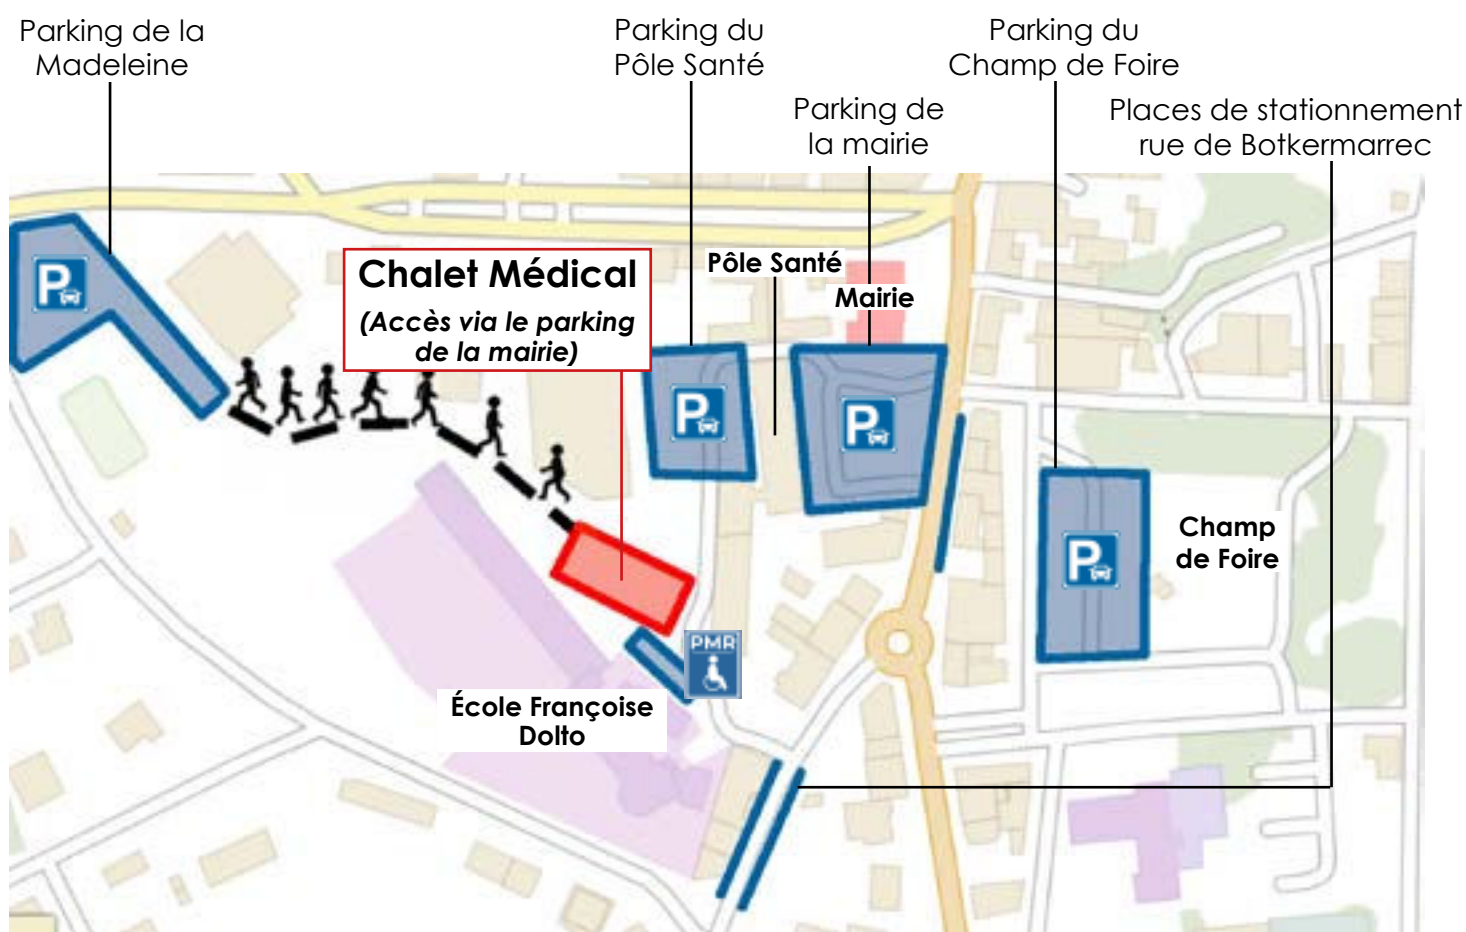 Parking de la
Madeleine
Parking du
Pôle Santé
Parking du
Champ de Foire
Parking de
la mairie
Places de stationnement
rue de Botkermarrec
P
Chalet Médical
(Accès via le parking
de la mairie)
Pôle Santé
Mairie
P
P
P
Champ
de Foire
PMR
École Françoise
Dolto